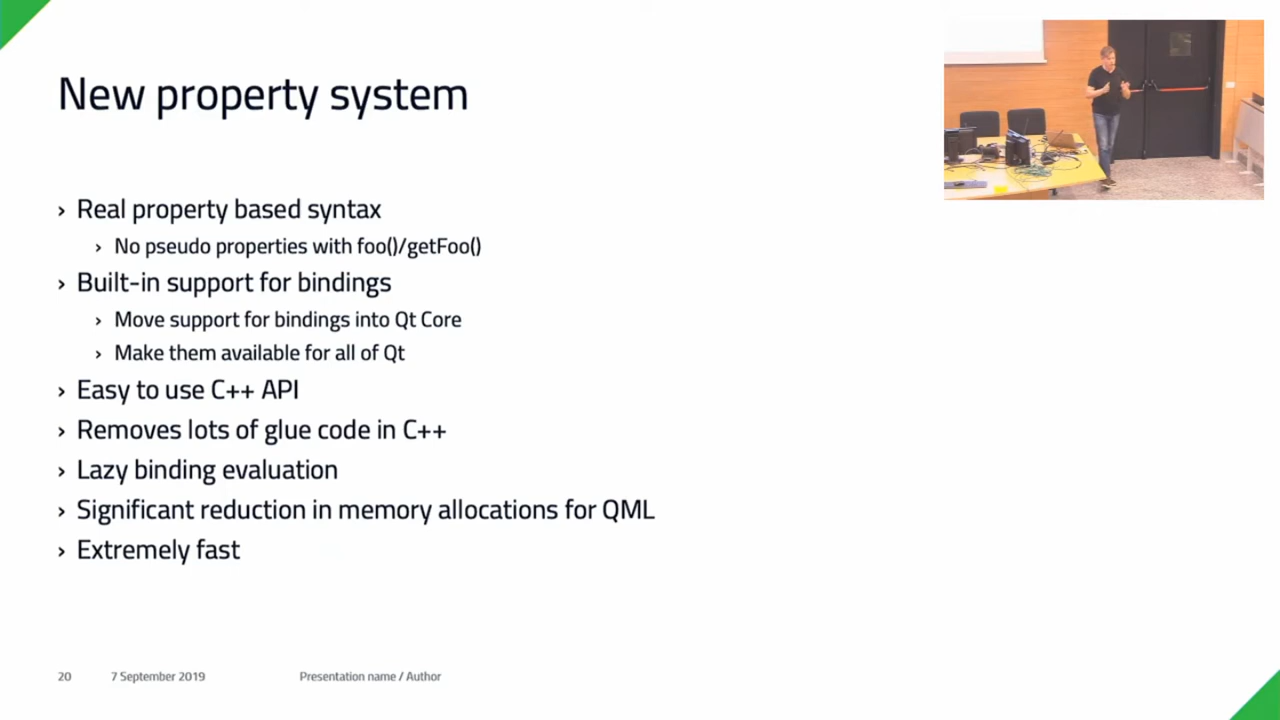 New property system
› Real property based syntax
› No pseudo properties with foo()/getFoo()
› Built-in support for bindings
› Move support for bindings into Qt Core
› Make them available for all of Qt
› Easy to use C++ API
› Removes lots of glue code in C++
› Lazy binding evaluation
› Significant reduction in memory allocations for QML
› Extremely fast
20 7 September 2019 Presentation name / Author